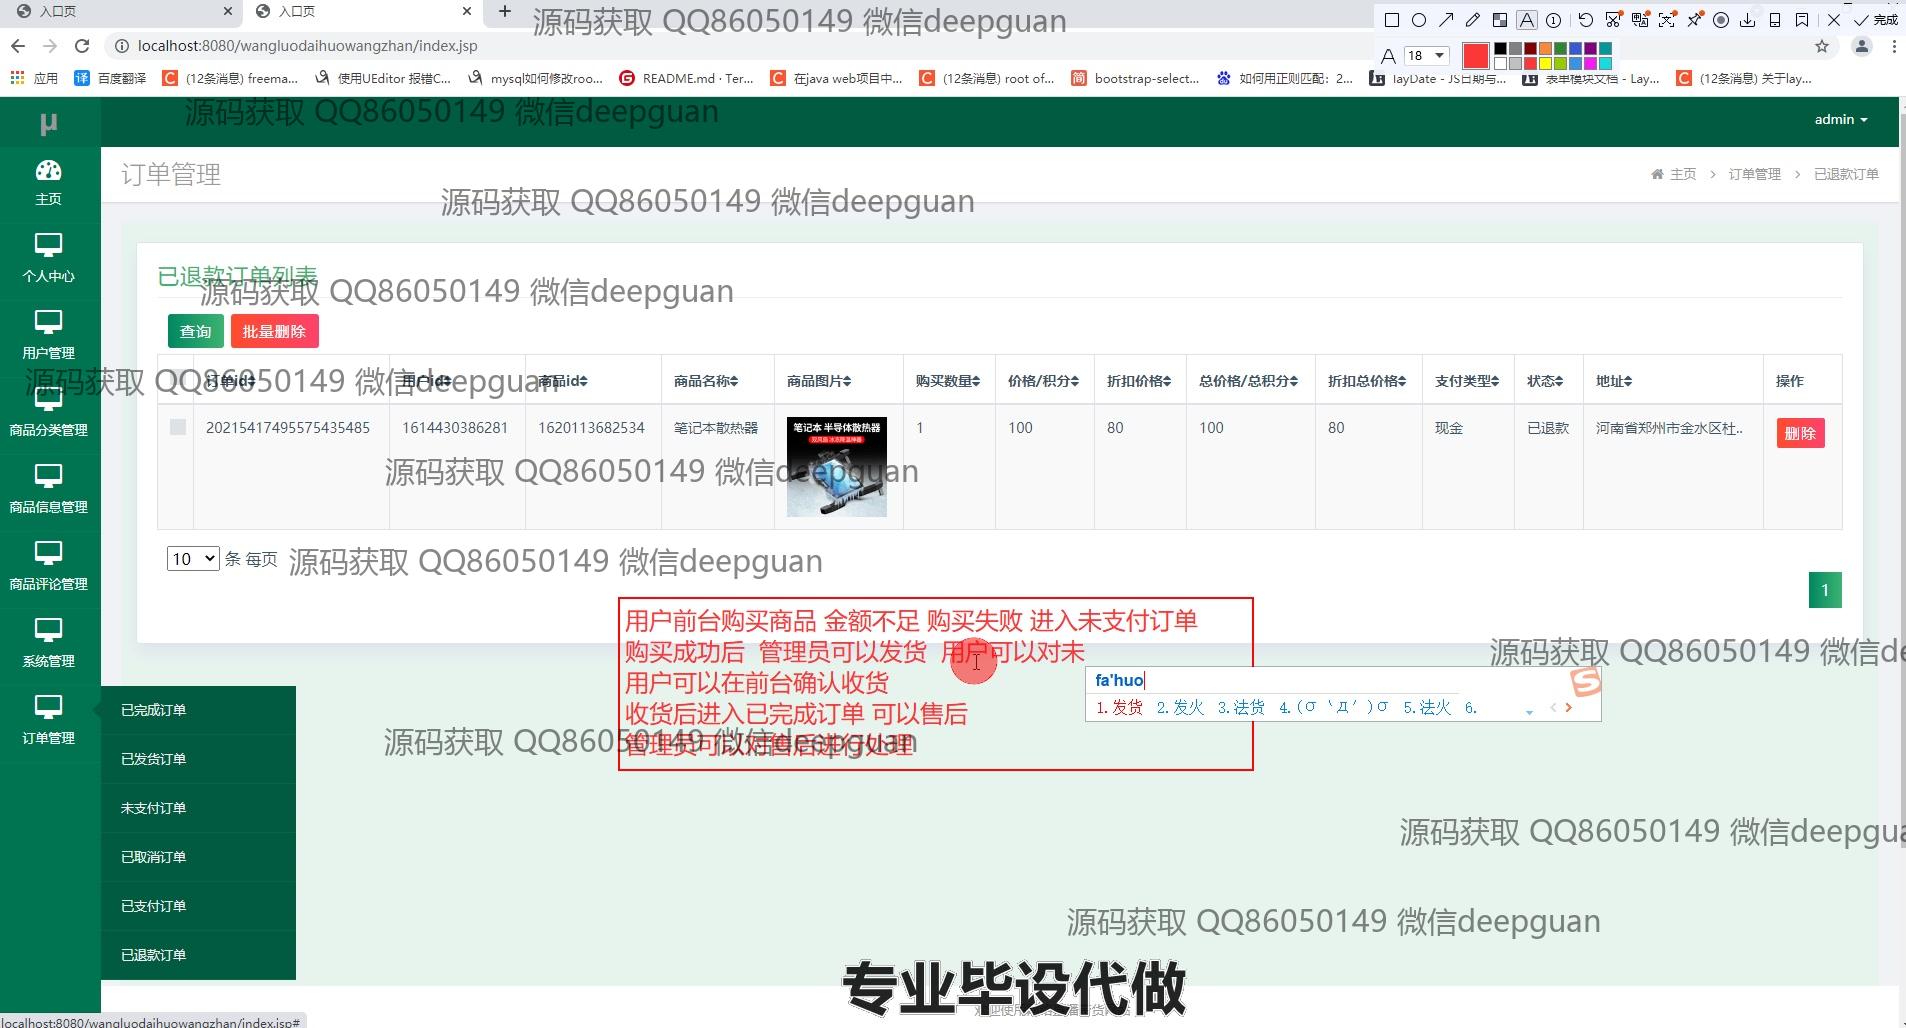 入口页
入口页
源码获取 QQ86050149 微信deepguan
完成
localhost:8080/wangluodaihuowangzhan/index.jsp
18
应用
百度翻译
(12条消息) freema...
使用UEditor 报错C...
mysql如何修改roo...
README.md · Ter...
在java web项目中...
(12条消息) root of...
bootstrap-select...
如何用正则匹配：2...
layDate - JS日期与...
表单模块文档 - Lay...
(12条消息) 关于lay...
μ
源码获取 QQ86050149 微信deepguan
admin
主页
订单管理
主页 > 订单管理 > 已退款订单
源码获取 QQ86050149 微信deepguan
个人中心
已退款订单列表
源码获取 QQ86050149 微信deepguan
查询 批量删除
用户管理
源码获取 QQ86050149 微信deepguan
订单id 用户id 商品id 商品名称 商品图片 购买数量 价格/积分 折扣价格 总价格/总积分 折扣总价格 支付类型 状态 地址 操作
20215417495575435485 1614430386281 1620113682534 笔记本散热器 1 100 80 100 80 现金 已退款 河南省郑州市金水区杜.. 删除
笔记本 半导体散热器
商品分类管理
源码获取 QQ86050149 微信deepguan
商品信息管理
10 条 每页
源码获取 QQ86050149 微信deepguan
商品评论管理
1
用户前台购买商品 金额不足 购买失败 进入未支付订单
购买成功后 管理员可以发货 用户可以对未
用户可以在前台确认收货
收货后进入已完成订单 可以售后
管理员可以对售后进行处理
fa'huo
1.发货 2.发火 3.法货 4.(σ｀д′)σ 5.法火 6.
源码获取 QQ86050149 微信de
系统管理
源码获取 QQ86050149 微信deepguan
订单管理
已完成订单
已发货订单
未支付订单
已取消订单
已支付订单
已退款订单
源码获取 QQ86050149 微信deepgua
源码获取 QQ86050149 微信deepguan
专业毕设代做
localhost:8080/wangluodaihuowangzhan/index.jsp#